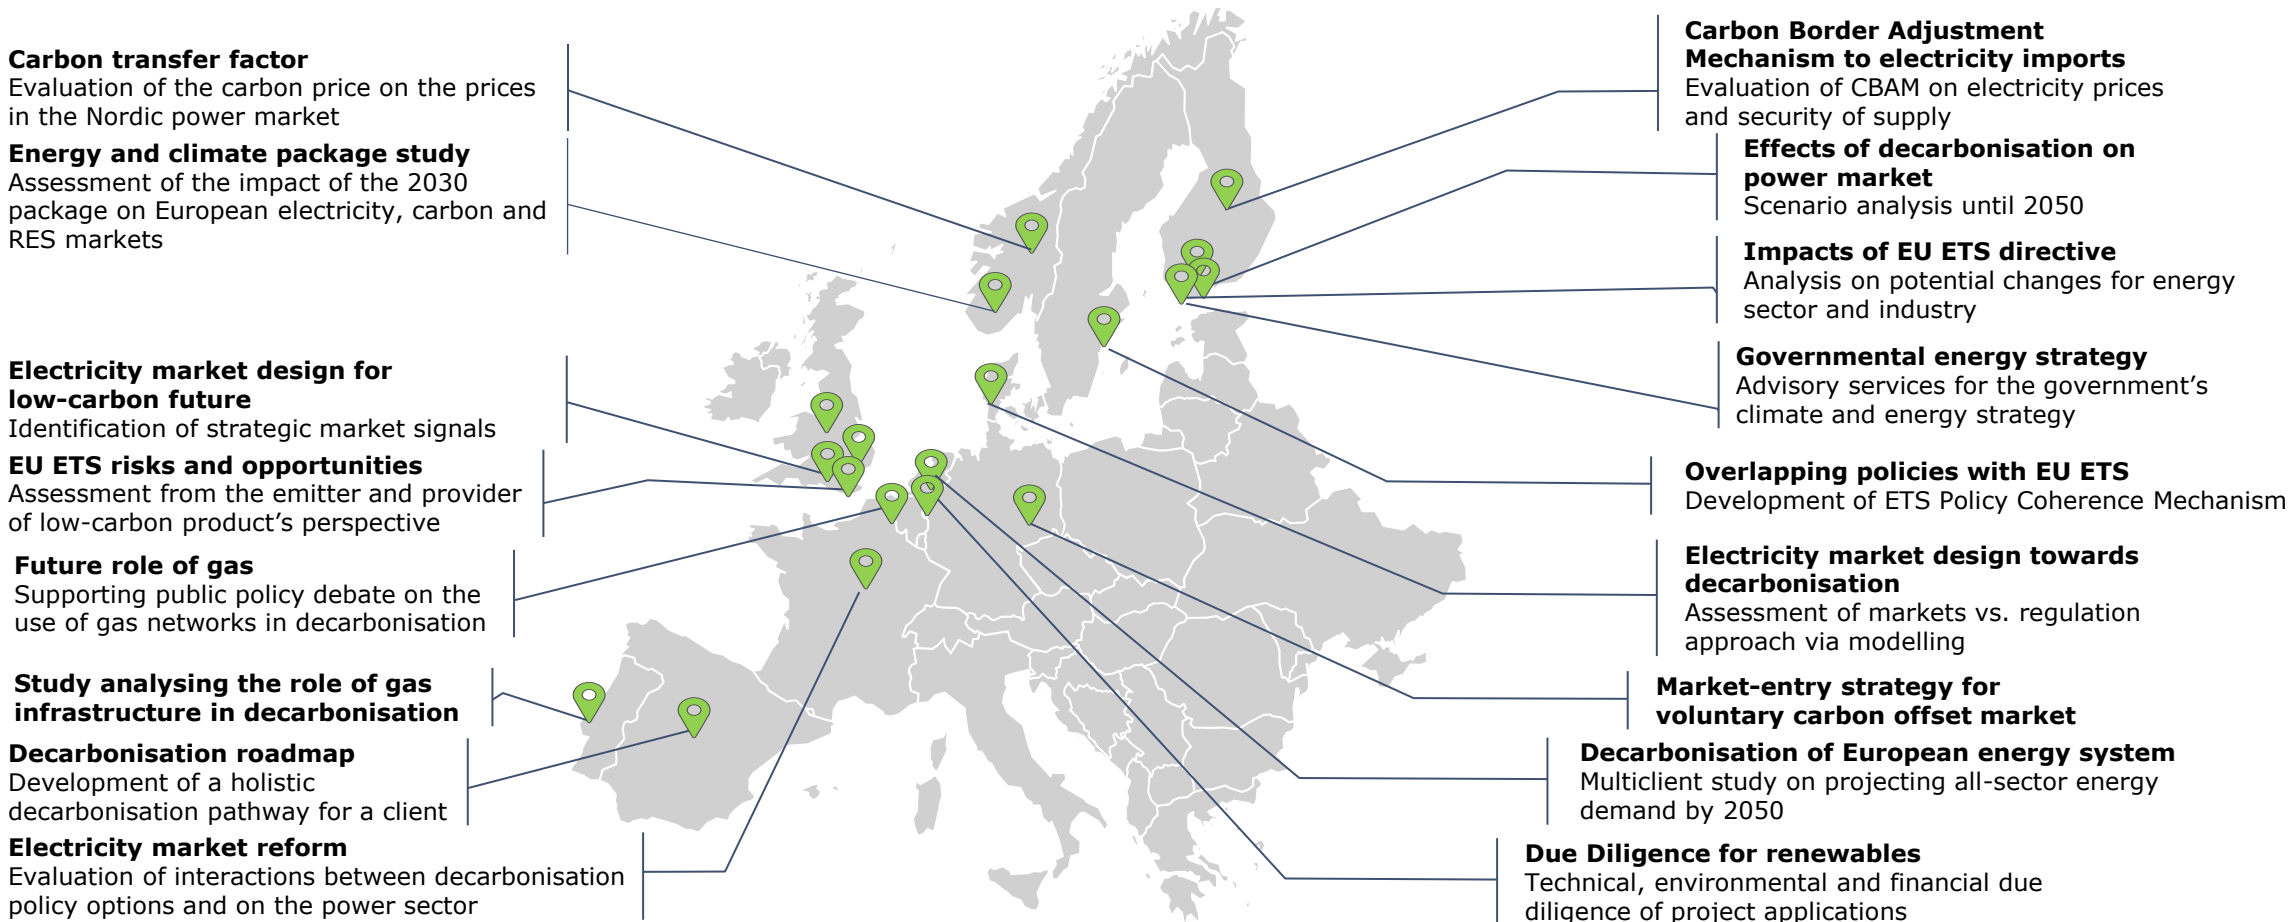 Carbon transfer factor
Evaluation of the carbon price on the prices
in the Nordic power market
Energy and climate package study
Assessment of the impact of the 2030
package on European electricity, carbon and
RES markets
Electricity market design for
low-carbon future
Identification of strategic market signals
EU ETS risks and opportunities
Assessment from the emitter and provider
of low-carbon product’s perspective
Future role of gas
Supporting public policy debate on the
use of gas networks in decarbonisation
Study analysing the role of gas
infrastructure in decarbonisation
Decarbonisation roadmap
Development of a holistic
decarbonisation pathway for a client
Electricity market reform
Evaluation of interactions between decarbonisation
policy options and on the power sector
Carbon Border Adjustment
Mechanism to electricity imports
Evaluation of CBAM on electricity prices
and security of supply
Effects of decarbonisation on
power market
Scenario analysis until 2050
Impacts of EU ETS directive
Analysis on potential changes for energy
sector and industry
Governmental energy strategy
Advisory services for the government’s
climate and energy strategy
Overlapping policies with EU ETS
Development of ETS Policy Coherence Mechanism
Electricity market design towards
decarbonisation
Assessment of markets vs. regulation
approach via modelling
Market-entry strategy for
voluntary carbon offset market
Decarbonisation of European energy system
Multiclient study on projecting all-sector energy
demand by 2050
Due Diligence for renewables
Technical, environmental and financial due
diligence of project applications